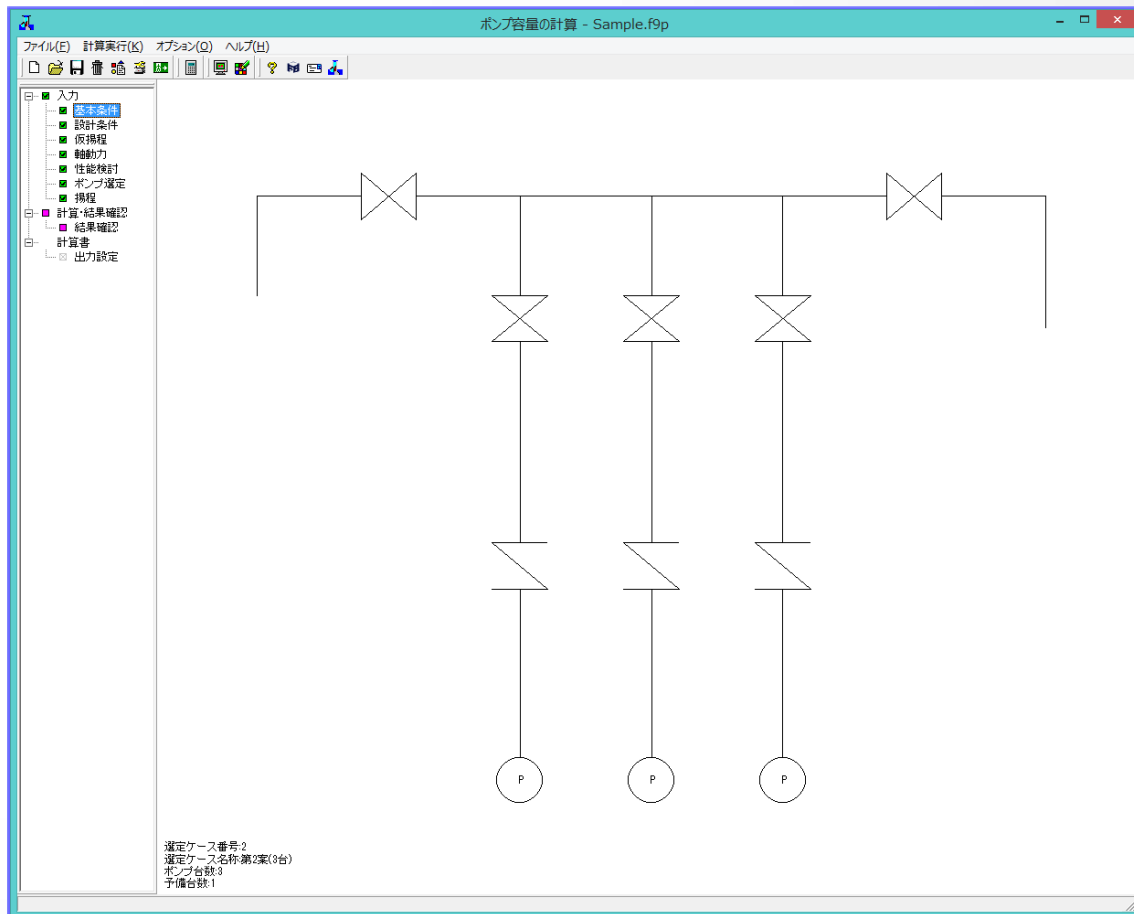 ポンプ容量の計算 - Sample.f9p
ファイル(F) 計算実行(K) オプション(O) ヘルプ(H)
入力
基本条件
設計条件
仮揚程
軸動力
性能検討
ポンプ選定
揚程
計算・結果確認
結果確認
計算書
出力設定
P P P
選定ケース番号:2
選定ケース名称:第2案(3台)
ポンプ台数:3
予備台数:1